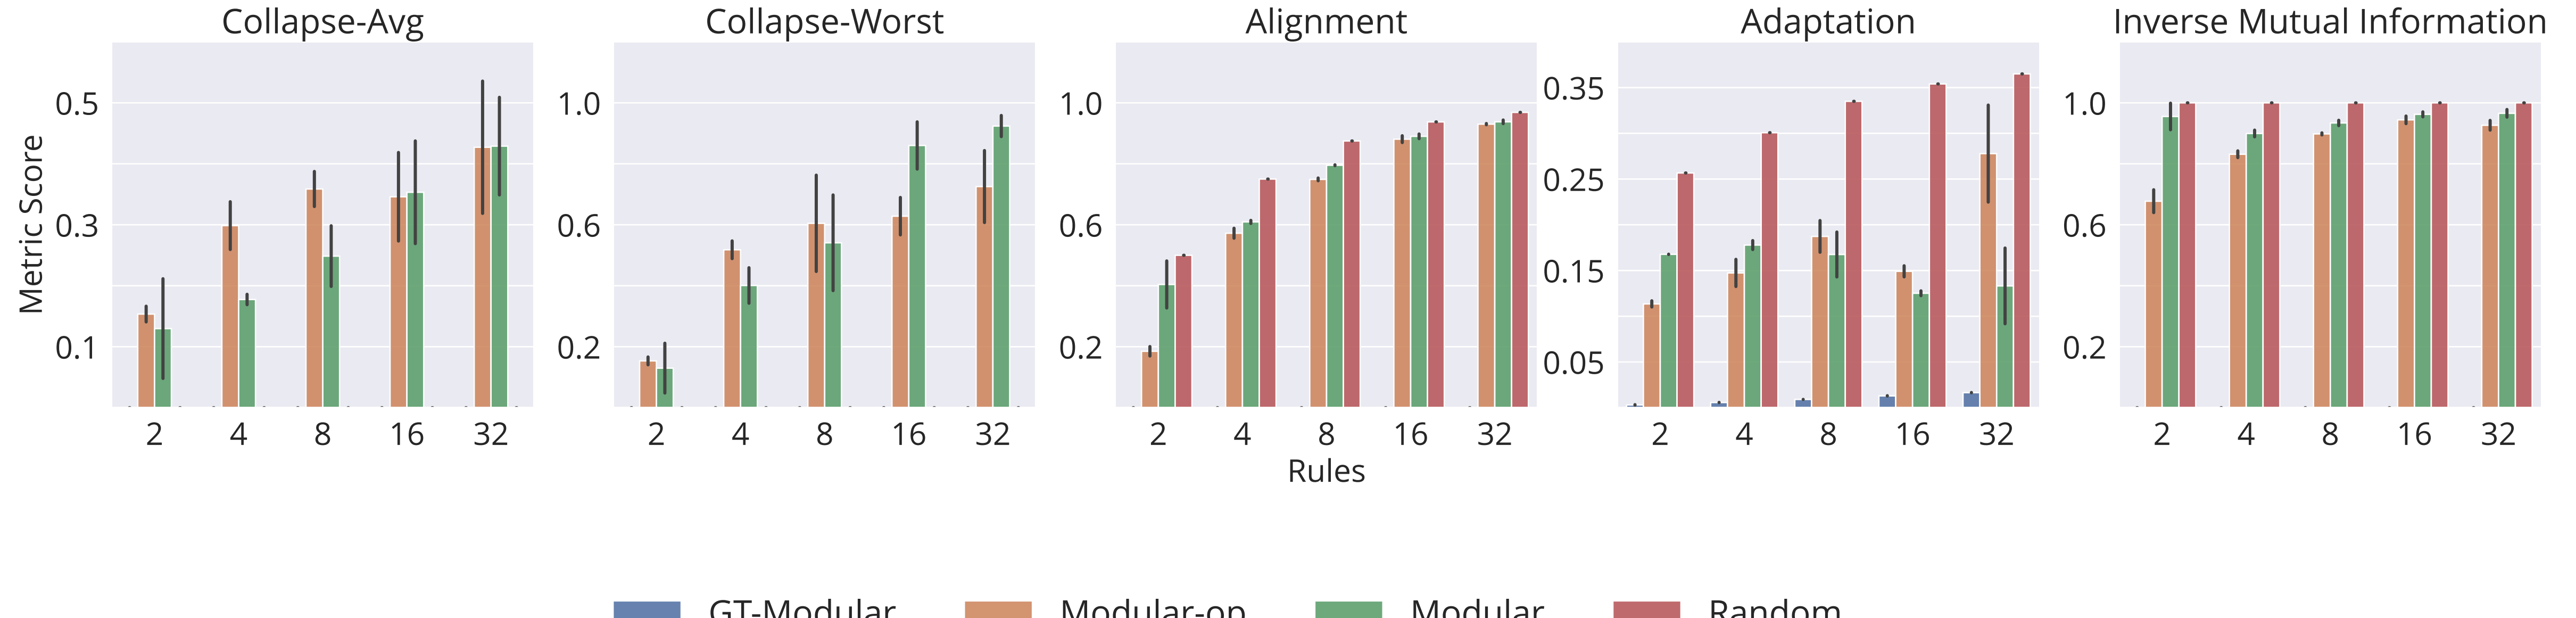 Collapse-Avg Collapse-Worst Alignment Adaptation Inverse Mutual Information
Metric Score
0.5
0.3
0.1
2 4 8 16 32
1.0
0.6
0.2
2 4 8 16 32
1.0
0.6
0.2
2 4 8 16 32
0.35
0.25
0.15
0.05
2 4 8 16 32
1.0
0.6
0.2
2 4 8 16 32
Rules
GT-Modular Modular-op Modular Random